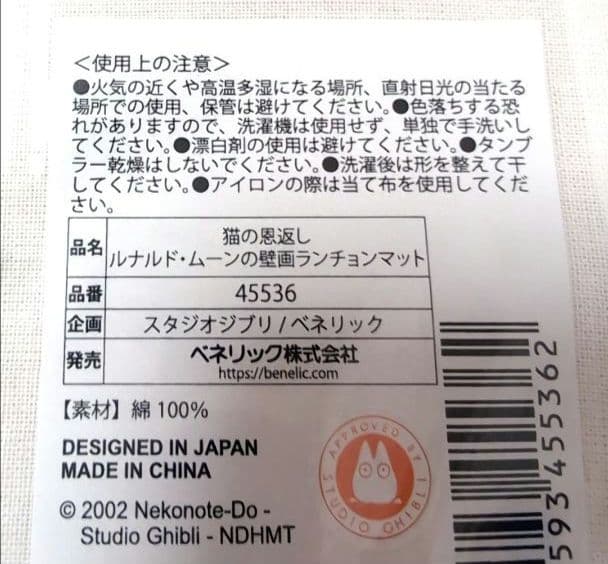 ＜使用上の注意＞
●火気の近くや高温多湿になる場所、直射日光の当たる
場所での使用、保管は避けてください。●色落ちする恐
れがありますので、洗濯機は使用せず、単独で手洗いし
てください。●漂白剤の使用は避けてください。●タンブ
ラー乾燥はしないでください。●洗濯後は形を整えて干
してください。●アイロンの際は当て布を使用してくだ
さい。
品名 猫の恩返し
ルナルド・ムーンの壁画ランチョンマット
品番 45536
企画 スタジオジブリ / ベネリック
発売 ベネリック株式会社
https://benelic.com
【素材】綿 100%
DESIGNED IN JAPAN
MADE IN CHINA
© 2002 Nekonote-Do -
Studio Ghibli - NDHMT
APPROVED BY
STUDIO GHIBLI
593455362